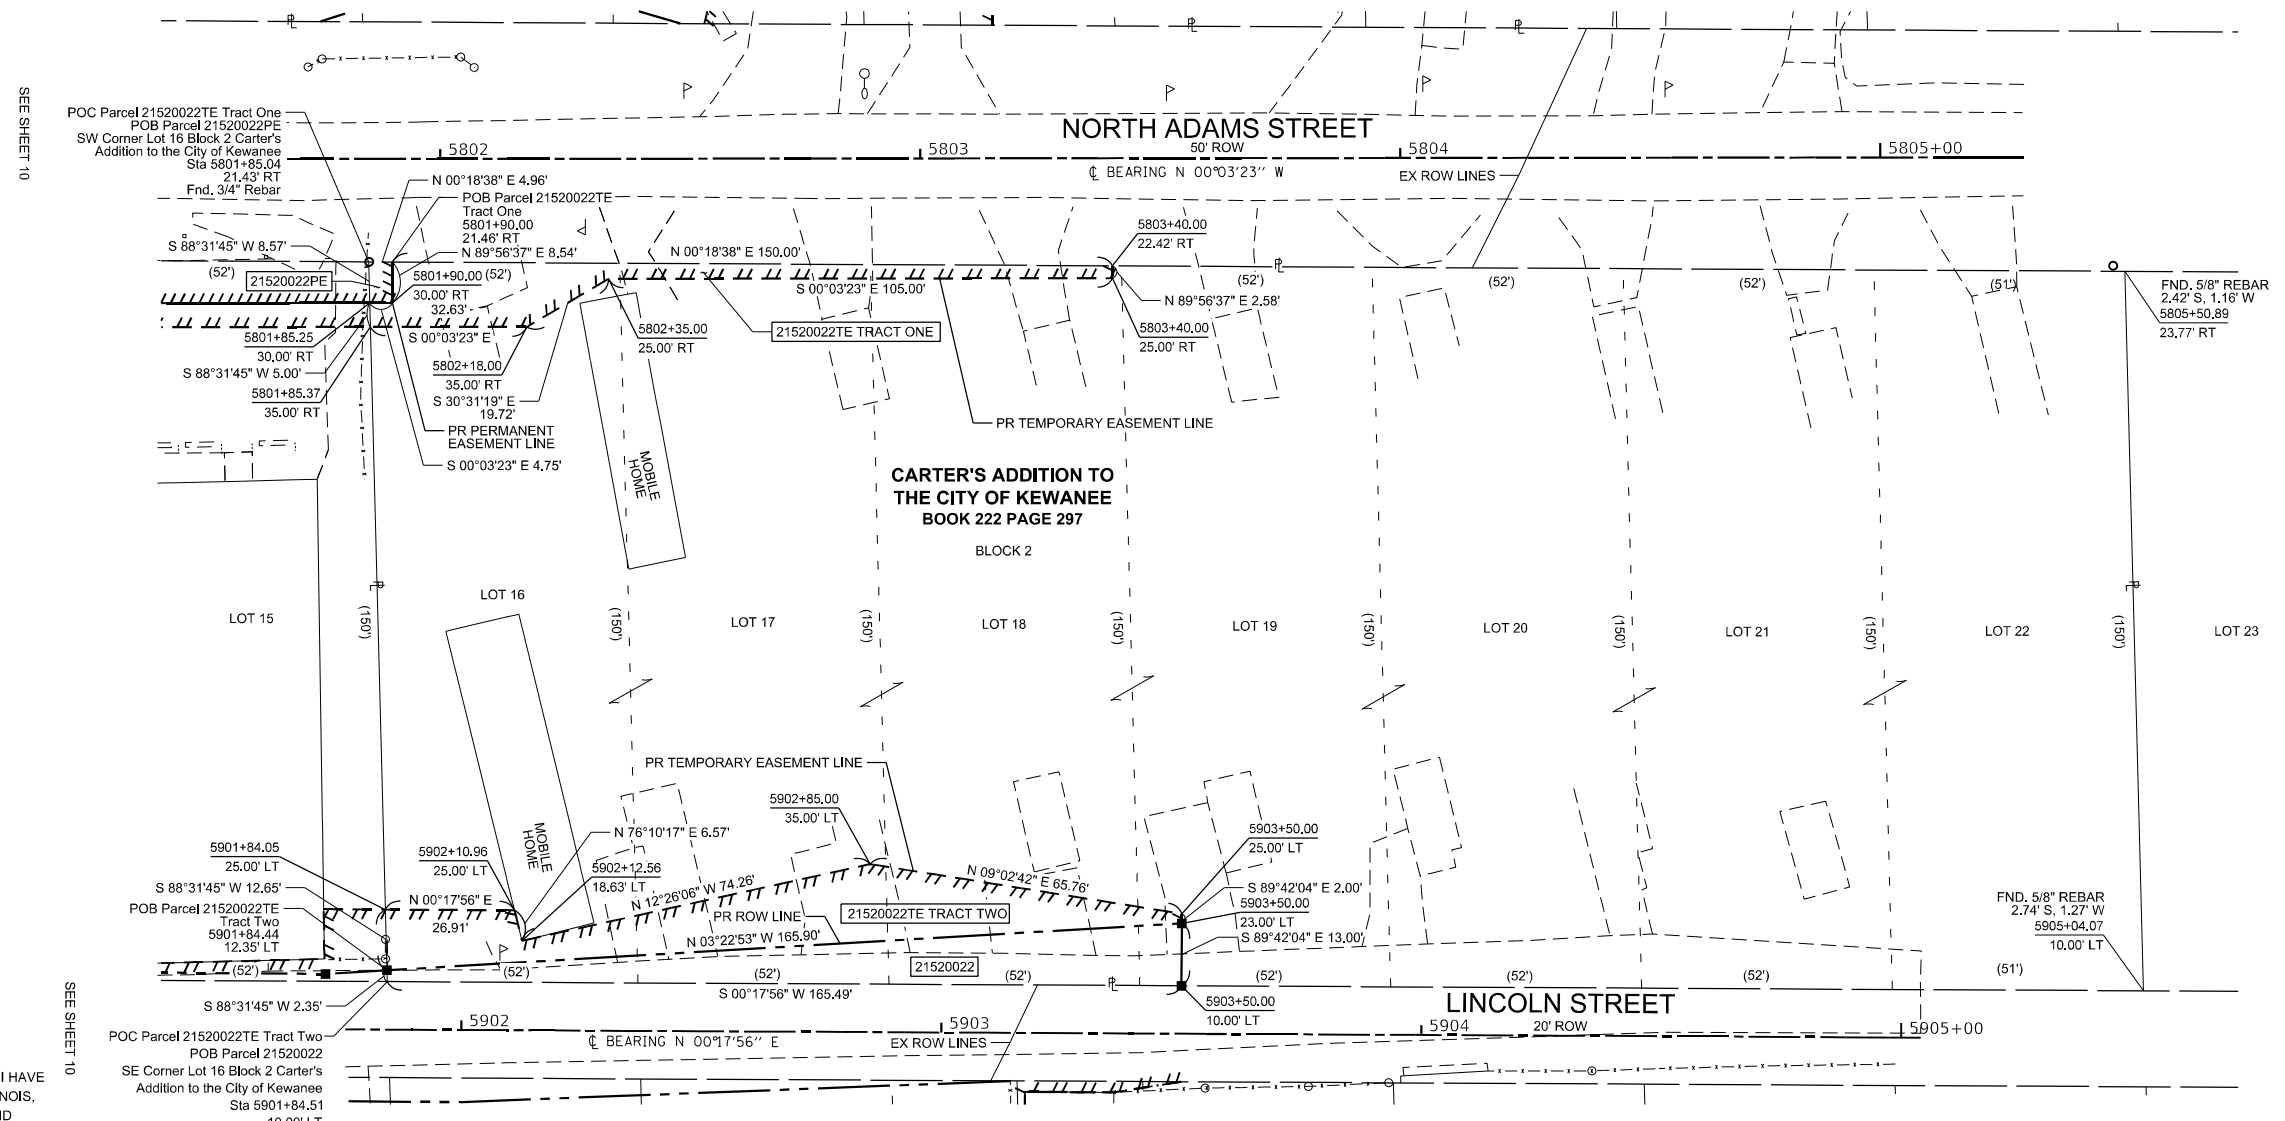 SEE SHEET 10
POC Parcel 21520022TE Tract One
POB Parcel 21520022PE
SW Corner Lot 16 Block 2 Carter's
Addition to the City of Kewanee
Sta 5801+85.04
21.43' RT
Fnd. 3/4" Rebar
NORTH ADAMS STREET
50' ROW
5802
5803
5804
5805+00
℄ BEARING N 00°03'23'' W
EX ROW LINES
N 00°18'38" E 4.96'
POB Parcel 21520022TE
Tract One
5801+90.00
21.46' RT
N 89°56'37" E 8.54'
S 88°31'45" W 8.57'
(52')
21520022PE
5801+90.00
(52')
30.00' RT
32.63'
S 00°03'23" E
N 00°18'38" E 150.00'
S 00°03'23" E 105.00'
5803+40.00
22.42' RT
(52')
(52')
(52')
(51')
N 89°56'37" E 2.58'
5803+40.00
25.00' RT
FND. 5/8" REBAR
2.42' S, 1.16' W
5805+50.89
23.77' RT
5801+85.25
30.00' RT
S 88°31'45" W 5.00'
5801+85.37
35.00' RT
5802+18.00
35.00' RT
S 30°31'19" E
19.72'
5802+35.00
25.00' RT
21520022TE TRACT ONE
PR PERMANENT
EASEMENT LINE
S 00°03'23" E 4.75'
PR TEMPORARY EASEMENT LINE
MOBILE
HOME
CARTER'S ADDITION TO
THE CITY OF KEWANEE
BOOK 222 PAGE 297
BLOCK 2
LOT 15
LOT 16
LOT 17
LOT 18
LOT 19
LOT 20
LOT 21
LOT 22
LOT 23
(150')
(150')
(150')
(150')
(150')
(150')
(150')
(150')
PR TEMPORARY EASEMENT LINE
MOBILE
HOME
5901+84.05
25.00' LT
S 88°31'45" W 12.65'
POB Parcel 21520022TE
Tract Two
5901+84.44
12.35' LT
5902+10.96
25.00' LT
N 00°17'56" E
26.91'
N 76°10'17" E 6.57'
5902+12.56
18.63' LT
N 12°26'06" W 74.26'
5902+85.00
35.00' LT
N 09°02'42" E 65.76'
5903+50.00
25.00' LT
S 89°42'04" E 2.00'
5903+50.00
23.00' LT
S 89°42'04" E 13.00'
PR ROW LINE
21520022TE TRACT TWO
N 03°22'53" W 165.90'
21520022
(52')
(52')
(52')
(52')
(52')
(52')
(52')
(51')
S 00°17'56" W 165.49'
5903+50.00
10.00' LT
FND. 5/8" REBAR
2.74' S, 1.27' W
5905+04.07
10.00' LT
S 88°31'45" W 2.35'
LINCOLN STREET
20' ROW
5902
5903
5904
5905+00
℄ BEARING N 00°17'56'' E
EX ROW LINES
SEE SHEET 10
POC Parcel 21520022TE Tract Two
POB Parcel 21520022
SE Corner Lot 16 Block 2 Carter's
Addition to the City of Kewanee
Sta 5901+84.51
I HAVE